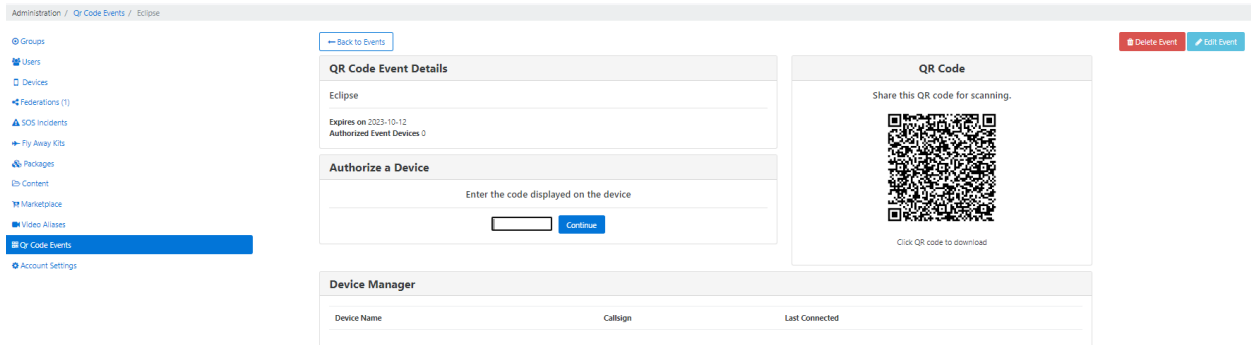 Administration / Qr Code Events / Eclipse
Groups
Users
Devices
Federations (1)
SOS Incidents
Fly Away Kits
Packages
Content
Marketplace
Video Aliases
Qr Code Events
Account Settings
Back to Events
Delete Event
Edit Event
QR Code Event Details
Eclipse
Expires on 2023-10-12
Authorized Event Devices 0
Authorize a Device
Enter the code displayed on the device
Continue
QR Code
Share this QR code for scanning.
Click QR code to download
Device Manager
Device Name Callsign Last Connected